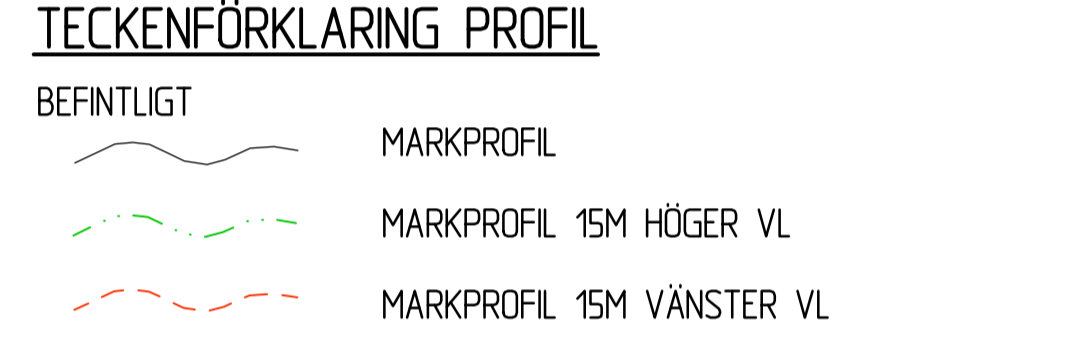 TECKENFÖRKLARING PROFIL
BEFINTLIGT
MARKPROFIL
MARKPROFIL 15M HÖGER VL
MARKPROFIL 15M VÄNSTER VL